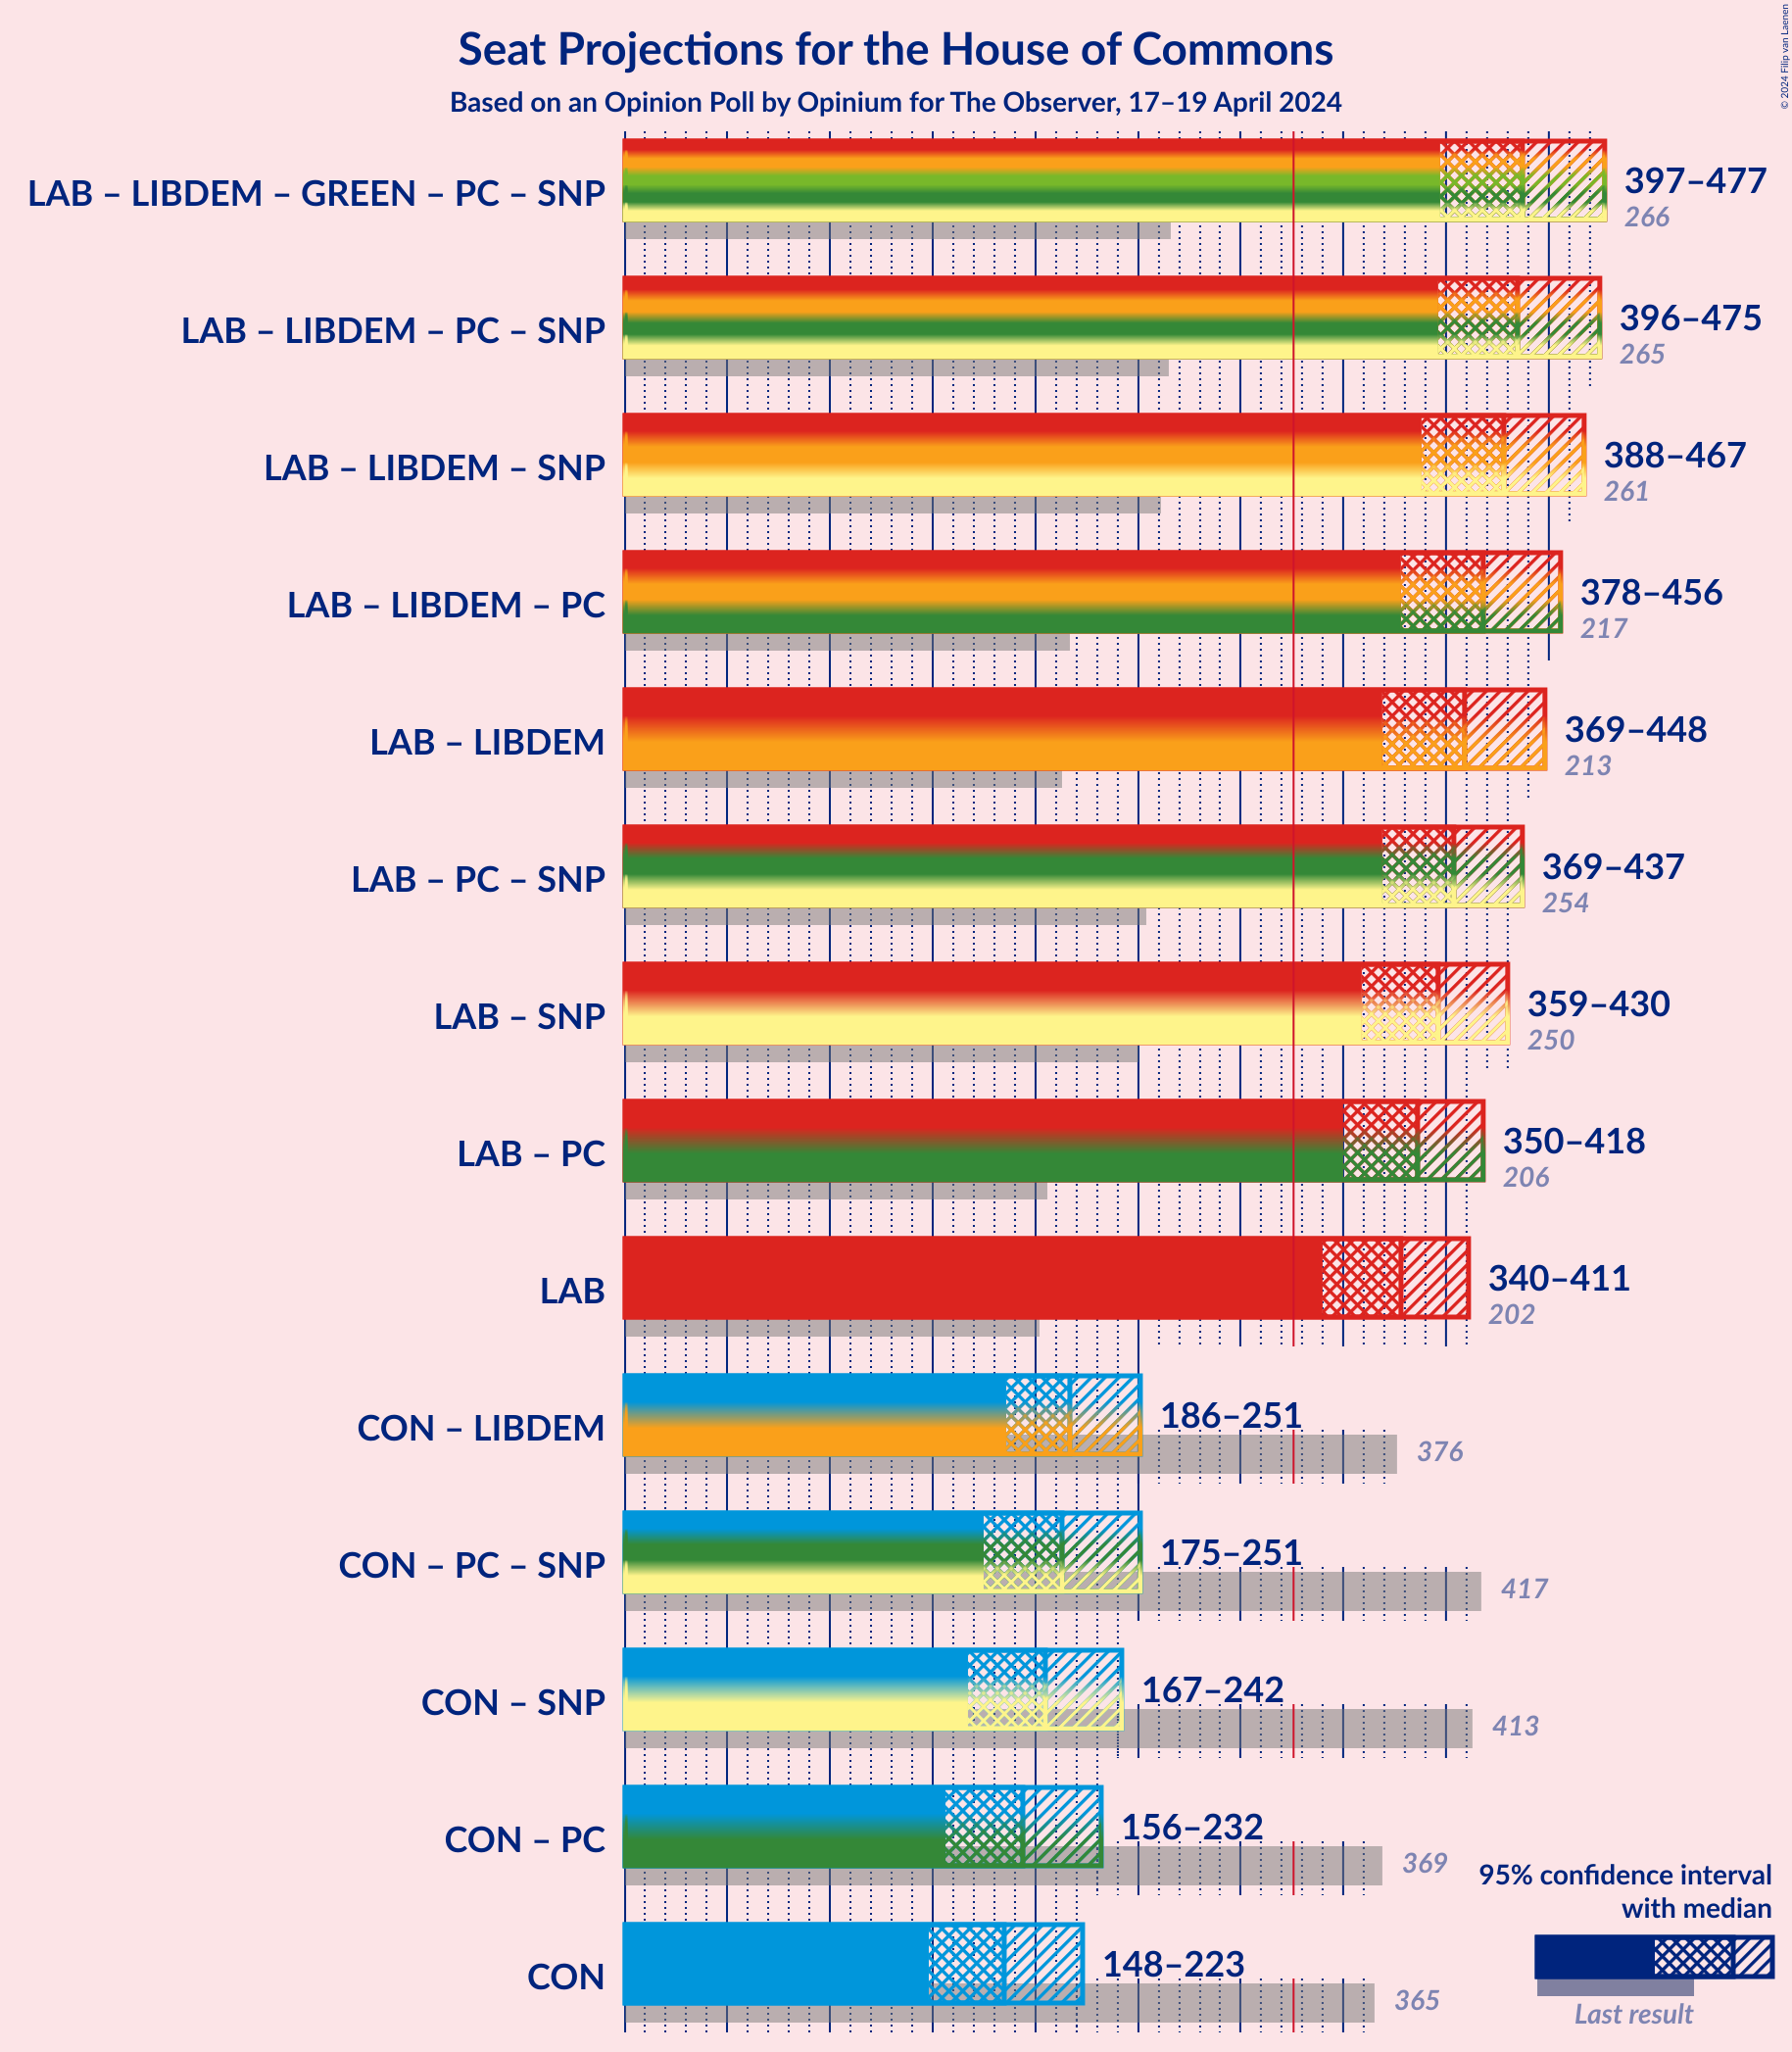 Seat Projections for the House of Commons
Based on an Opinion Poll by Opinium for The Observer, 17–19 April 2024
© 2024 Filip van Laenen
LAB – LIBDEM – GREEN – PC – SNP
397–477
266
LAB – LIBDEM – PC – SNP
396–475
265
LAB – LIBDEM – SNP
388–467
261
LAB – LIBDEM – PC
378–456
217
LAB – LIBDEM
369–448
213
LAB – PC – SNP
369–437
254
LAB – SNP
359–430
250
LAB – PC
350–418
206
LAB
340–411
202
CON – LIBDEM
186–251
376
CON – PC – SNP
175–251
417
CON – SNP
167–242
413
CON – PC
156–232
369
CON
148–223
365
95% confidence interval
with median
Last result